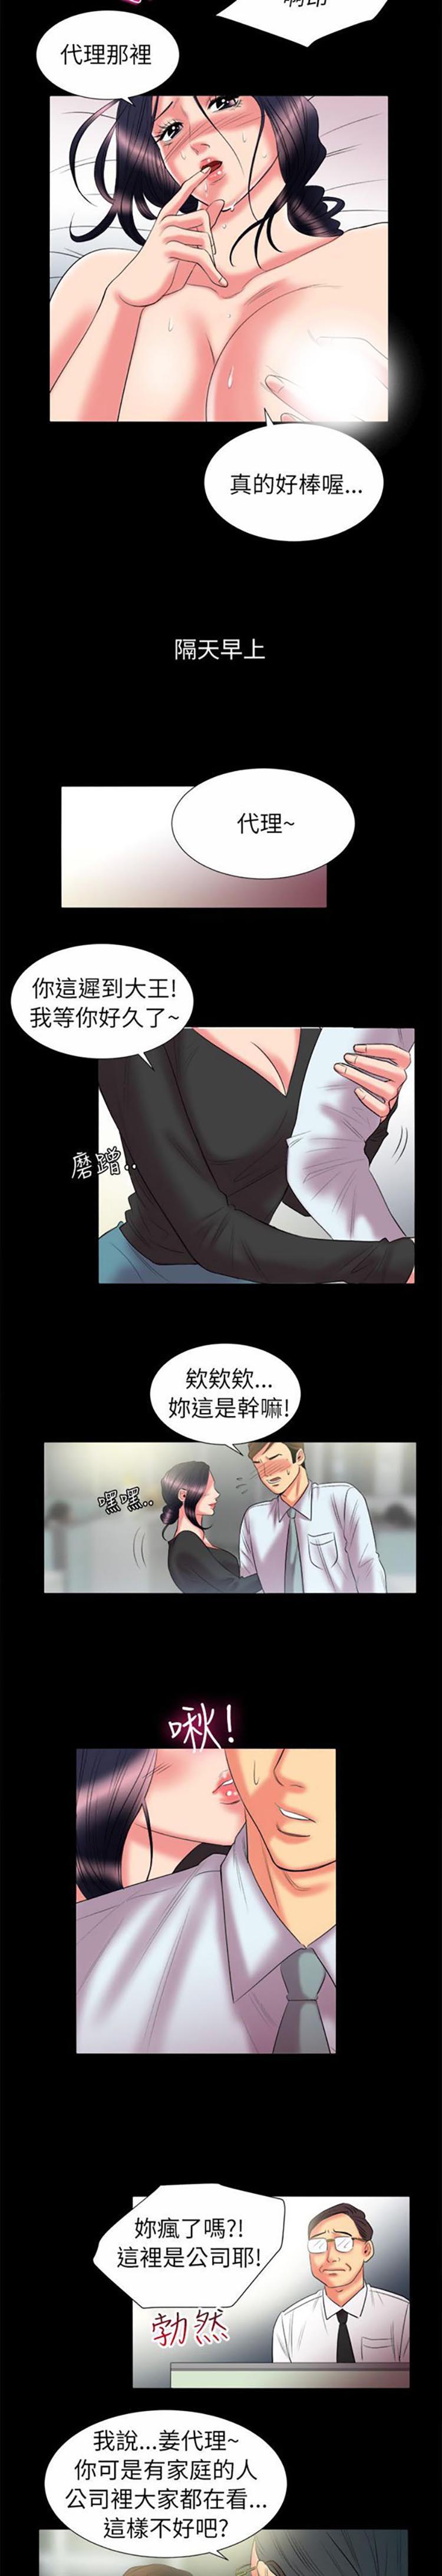 代理那裡
真的好棒喔...
隔天早上
代理~
你這遲到大王!
我等你好久了~
磨蹭..
欸欸欸...
妳這是幹嘛!
嘿嘿..
啾!
妳瘋了嗎?!
這裡是公司耶!
勃然
我說...姜代理~
你可是有家庭的人
公司裡大家都在看...
這樣不好吧?